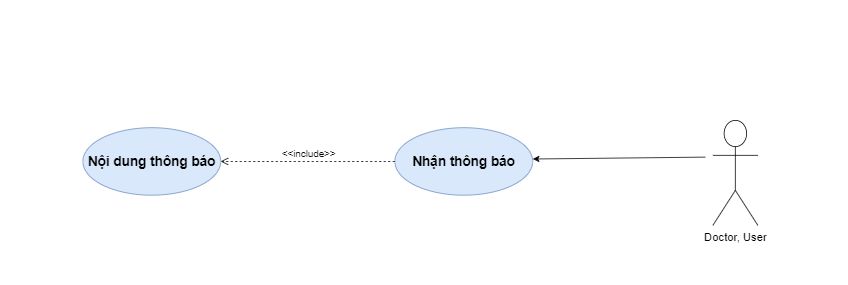 Nội dung thông báo
<<include>>
Nhận thông báo
Doctor, User